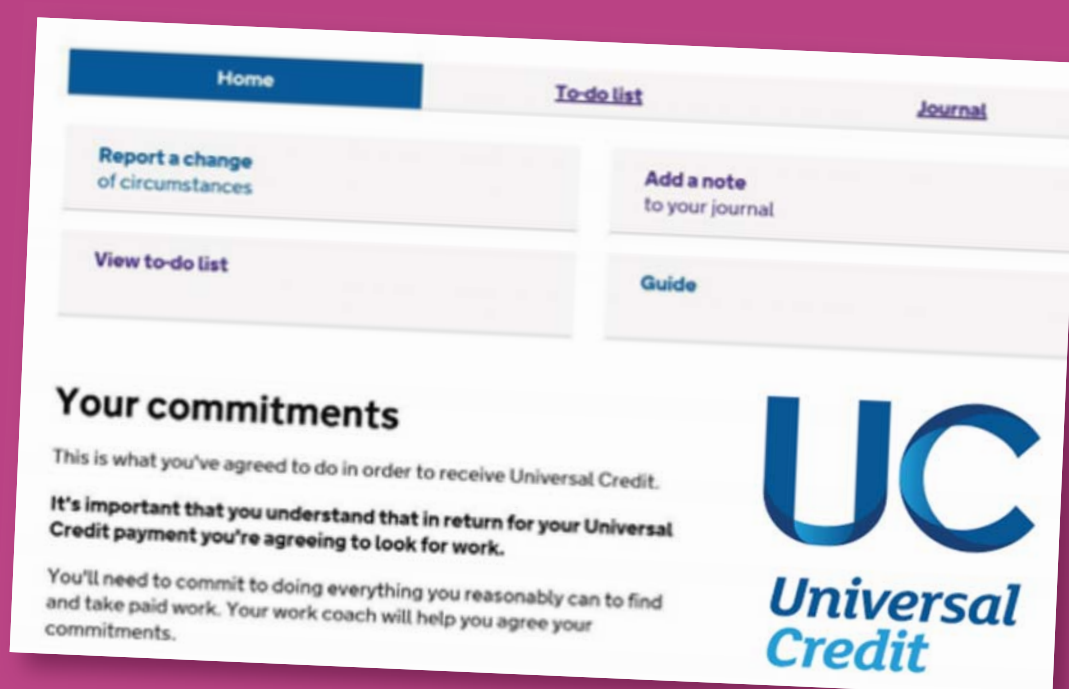 Home
To-do list
Journal
Report a change
of circumstances
Add a note
to your journal
View to-do list
Guide
Your commitments
This is what you've agreed to do in order to receive Universal Credit.
It's important that you understand that in return for your Universal
Credit payment you're agreeing to look for work.
You'll need to commit to doing everything you reasonably can to find
and take paid work. Your work coach will help you agree your
commitments.
UC
Universal
Credit